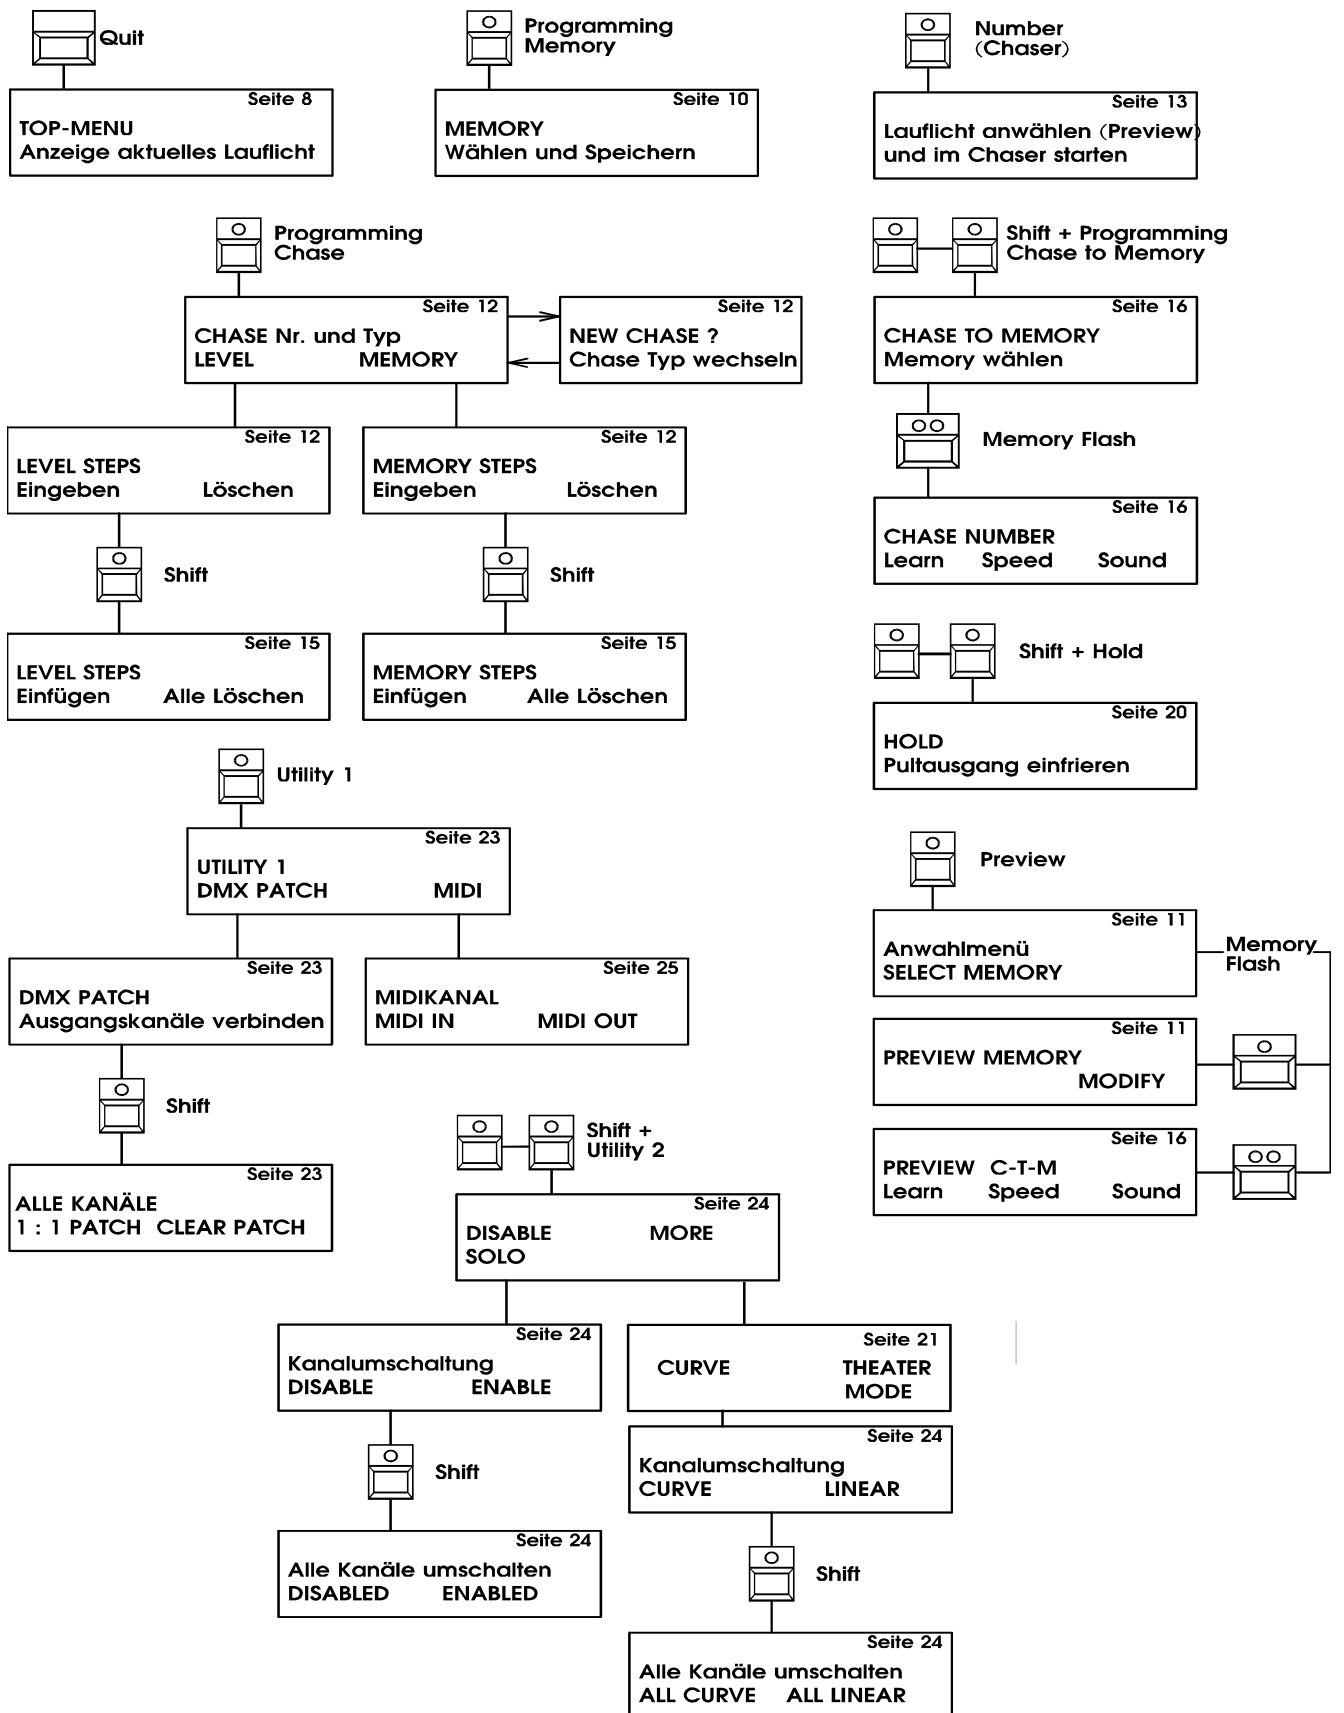 Quit
Seite 8
TOP-MENU
Anzeige aktuelles Lauflicht
Programming
Memory
Seite 10
MEMORY
Wählen und Speichern
Number
(Chaser)
Seite 13
Lauflicht anwählen (Preview)
und im Chaser starten
Programming
Chase
Seite 12
CHASE Nr. und Typ
LEVEL MEMORY
Seite 12
NEW CHASE ?
Chase Typ wechseln
Seite 12
LEVEL STEPS
Eingeben Löschen
Seite 12
MEMORY STEPS
Eingeben Löschen
Shift
Shift
Seite 15
LEVEL STEPS
Einfügen Alle Löschen
Seite 15
MEMORY STEPS
Einfügen Alle Löschen
Shift + Programming
Chase to Memory
Seite 16
CHASE TO MEMORY
Memory wählen
Memory Flash
Seite 16
CHASE NUMBER
Learn Speed Sound
Shift + Hold
Seite 20
HOLD
Pultausgang einfrieren
Utility 1
Seite 23
UTILITY 1
DMX PATCH MIDI
Seite 23
DMX PATCH
Ausgangskanäle verbinden
Seite 25
MIDIKANAL
MIDI IN MIDI OUT
Shift
Seite 23
ALLE KANÄLE
1 : 1 PATCH CLEAR PATCH
Preview
Seite 11
Anwahlmenü
SELECT MEMORY
Memory
Flash
Seite 11
PREVIEW MEMORY
MODIFY
Seite 16
PREVIEW C-T-M
Learn Speed Sound
Shift +
Utility 2
Seite 24
DISABLE MORE
SOLO
Seite 24
Kanalumschaltung
DISABLE ENABLE
Shift
Seite 24
Alle Kanäle umschalten
DISABLED ENABLED
Seite 21
CURVE THEATER
MODE
Seite 24
Kanalumschaltung
CURVE LINEAR
Shift
Seite 24
Alle Kanäle umschalten
ALL CURVE ALL LINEAR